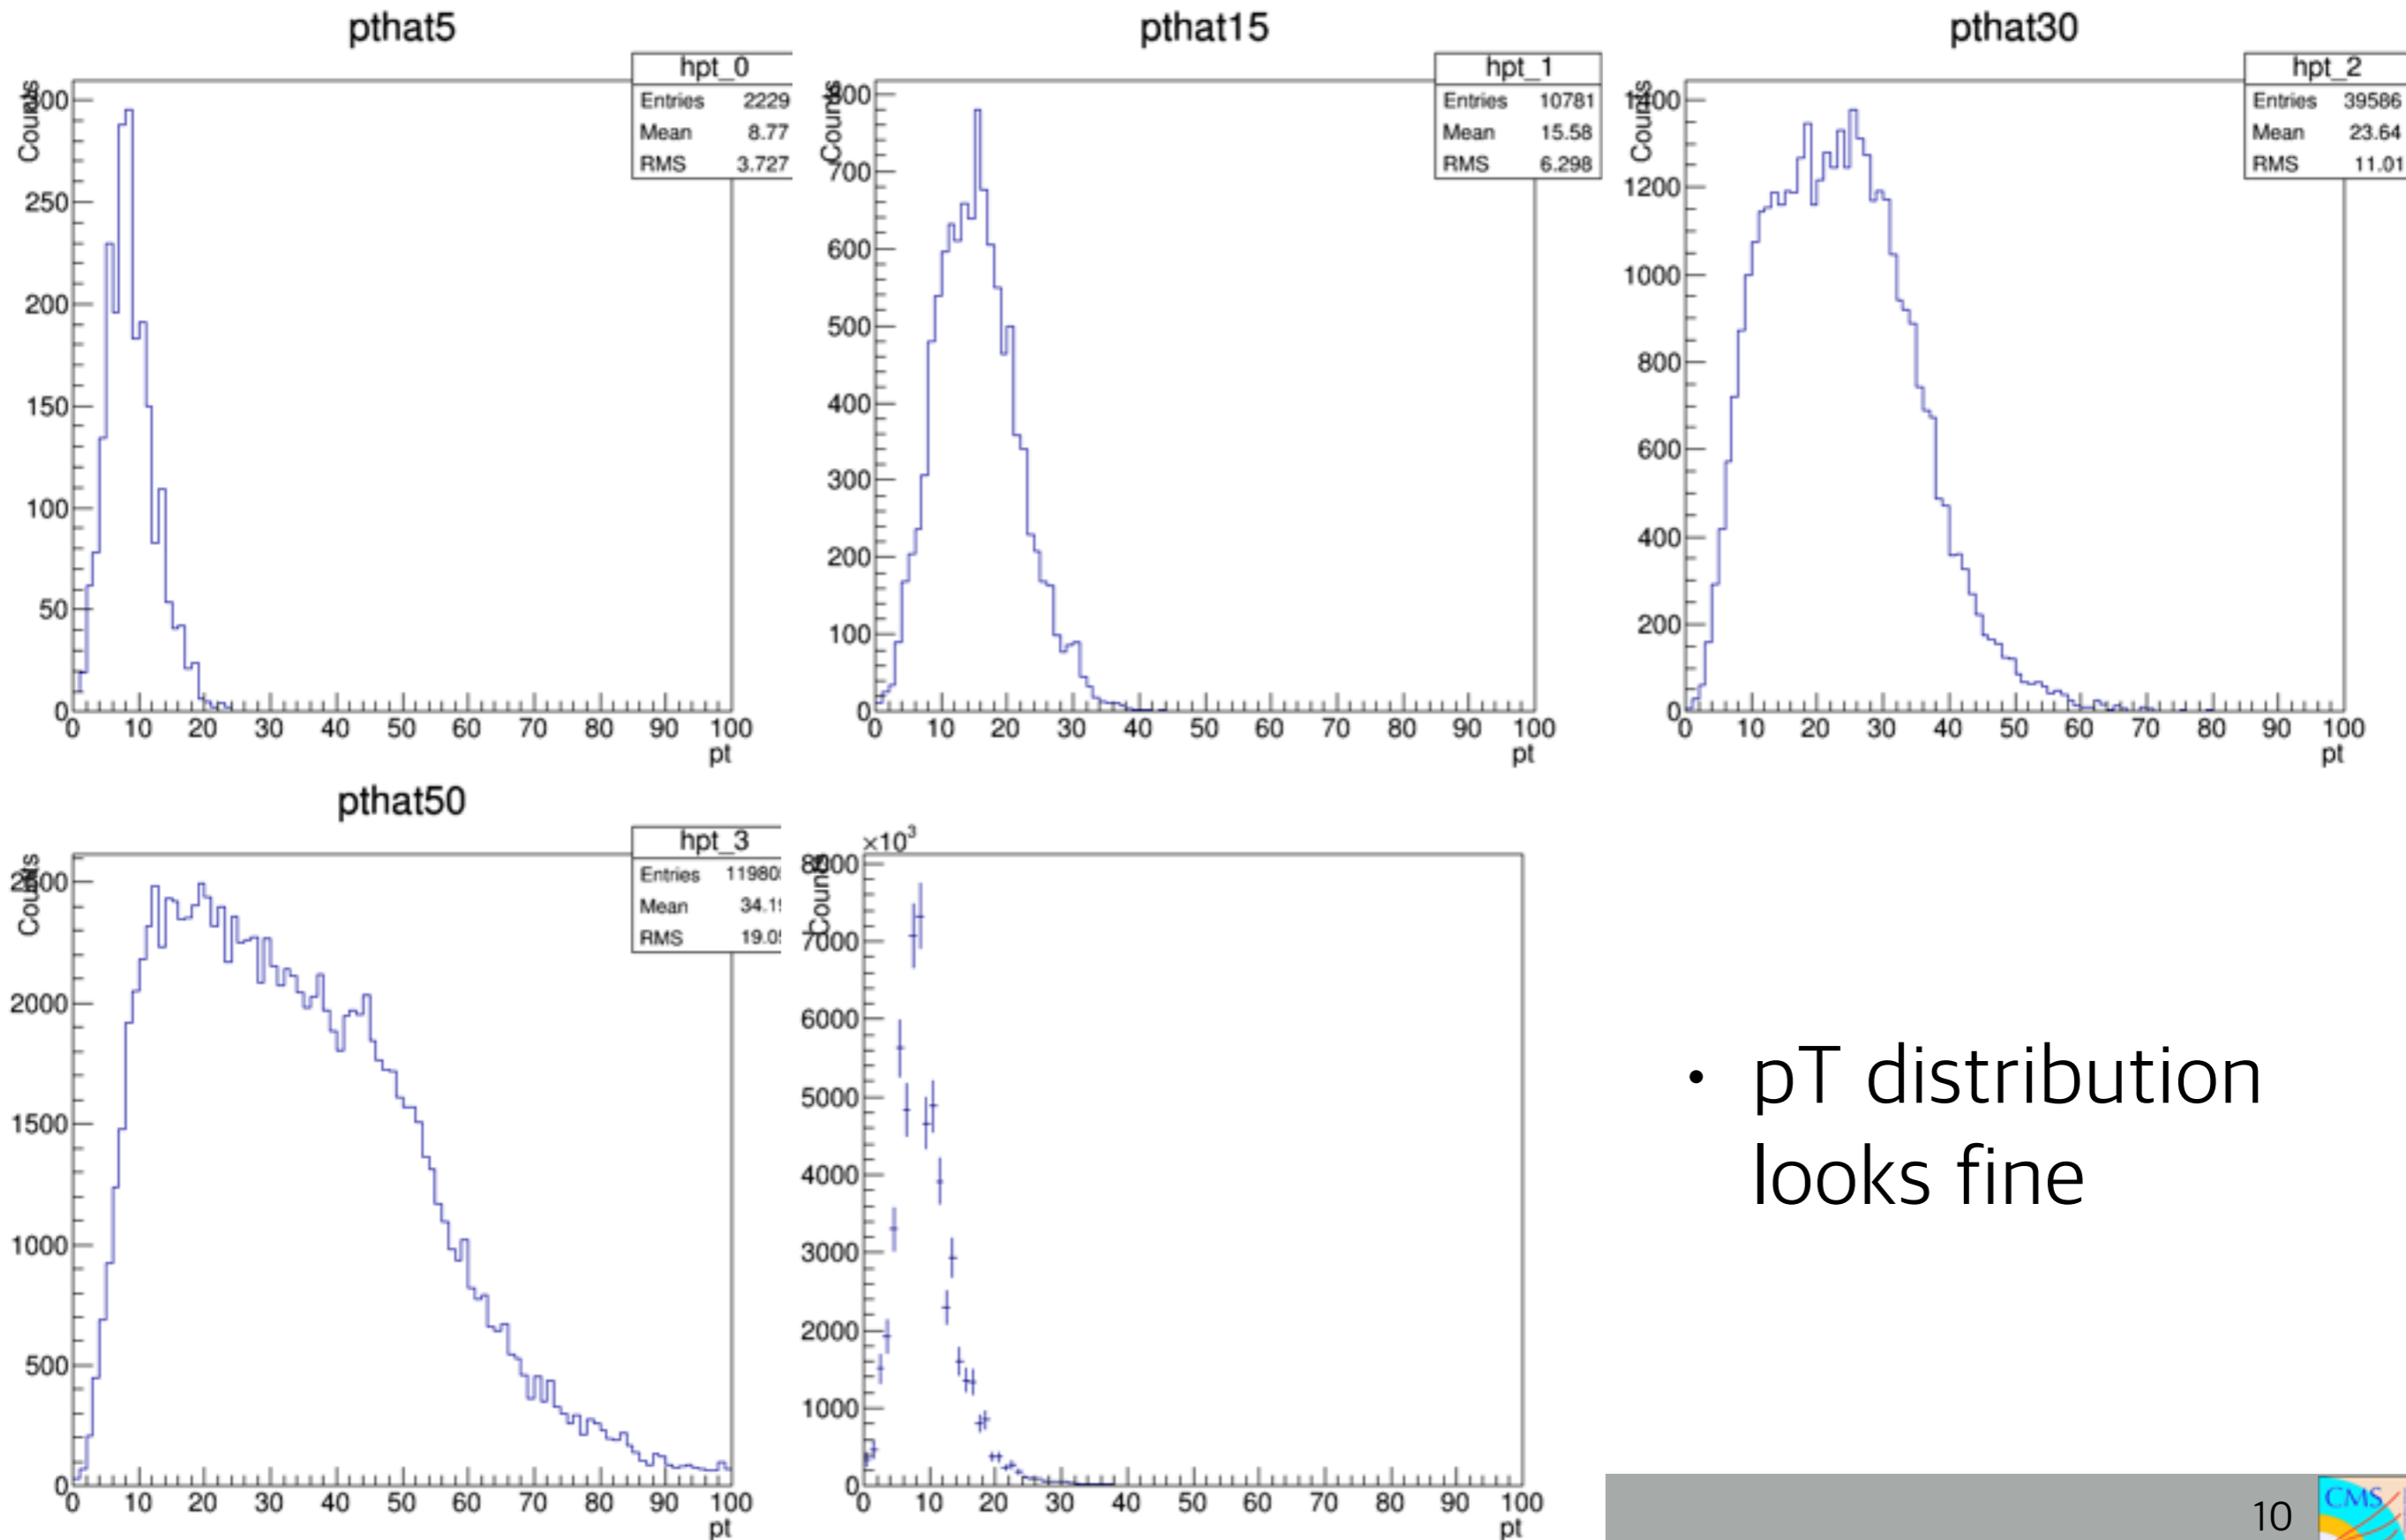 pthat5
hpt_0
Entries 2229
Mean 8.77
RMS 3.727
Counts
300
250
200
150
100
50
0
0 10 20 30 40 50 60 70 80 90 100
pt
pthat15
hpt_1
Entries 10781
Mean 15.58
RMS 6.298
Counts
800
700
600
500
400
300
200
100
0
0 10 20 30 40 50 60 70 80 90 100
pt
pthat30
hpt_2
Entries 39586
Mean 23.64
RMS 11.01
Counts
1400
1200
1000
800
600
400
200
0
0 10 20 30 40 50 60 70 80 90 100
pt
pthat50
hpt_3
Entries
Mean
RMS
Counts
2500
2000
1500
1000
500
0
0 10 20 30 40 50 60 70 80 90 100
pt
×10³
Counts
8000
7000
6000
5000
4000
3000
2000
1000
0
0 10 20 30 40 50 60 70 80 90 100
pt
• pT distribution
looks fine
10
CMS